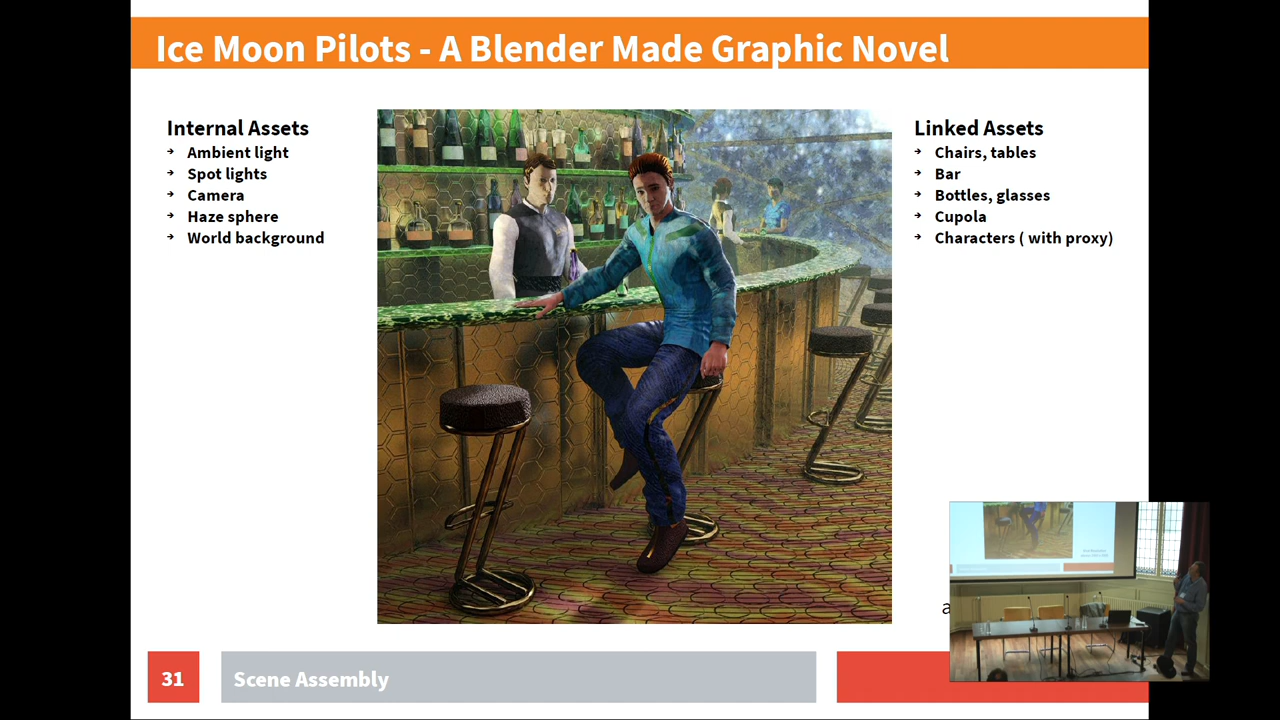 Ice Moon Pilots - A Blender Made Graphic Novel
Internal Assets
Ambient light
Spot lights
Camera
Haze sphere
World background
Linked Assets
Chairs, tables
Bar
Bottles, glasses
Cupola
Characters ( with proxy)
31
Scene Assembly